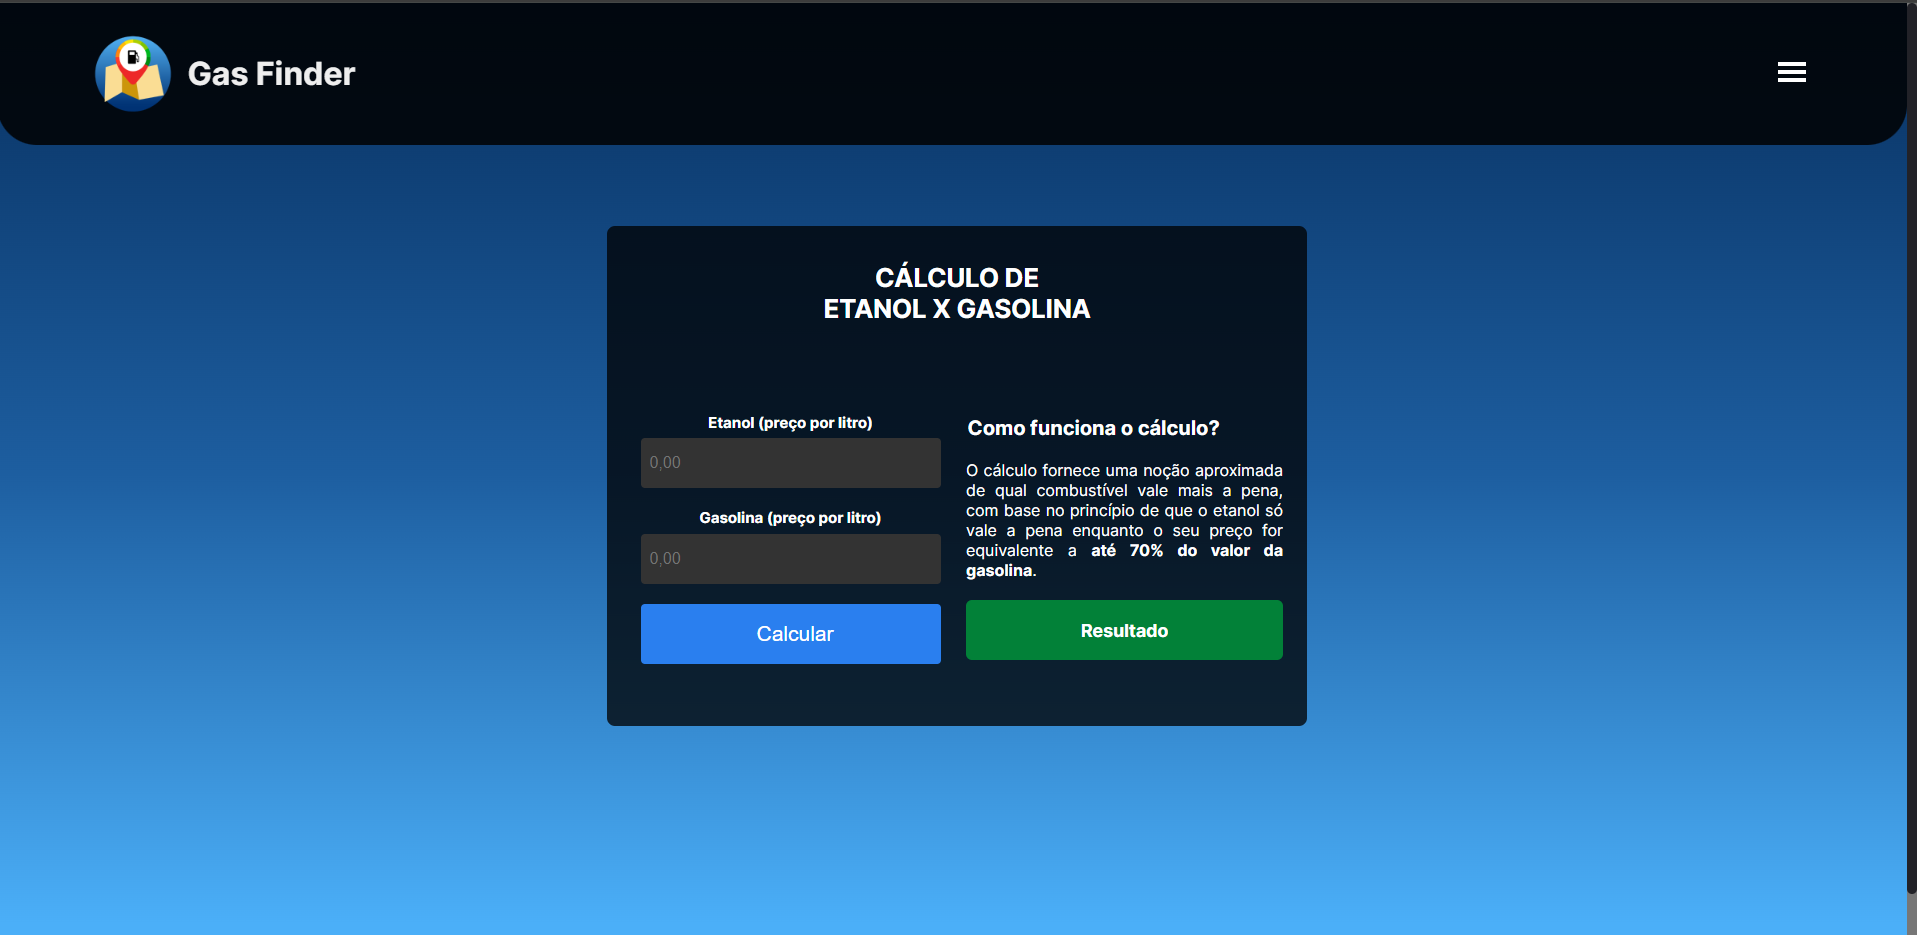 Gas Finder
CÁLCULO DE
ETANOL X GASOLINA
Etanol (preço por litro)
0,00
Gasolina (preço por litro)
0,00
Calcular
Como funciona o cálculo?
O cálculo fornece uma noção aproximada
de qual combustível vale mais a pena,
com base no princípio de que o etanol só
vale a pena enquanto o seu preço for
equivalente a até 70% do valor da
gasolina.
Resultado